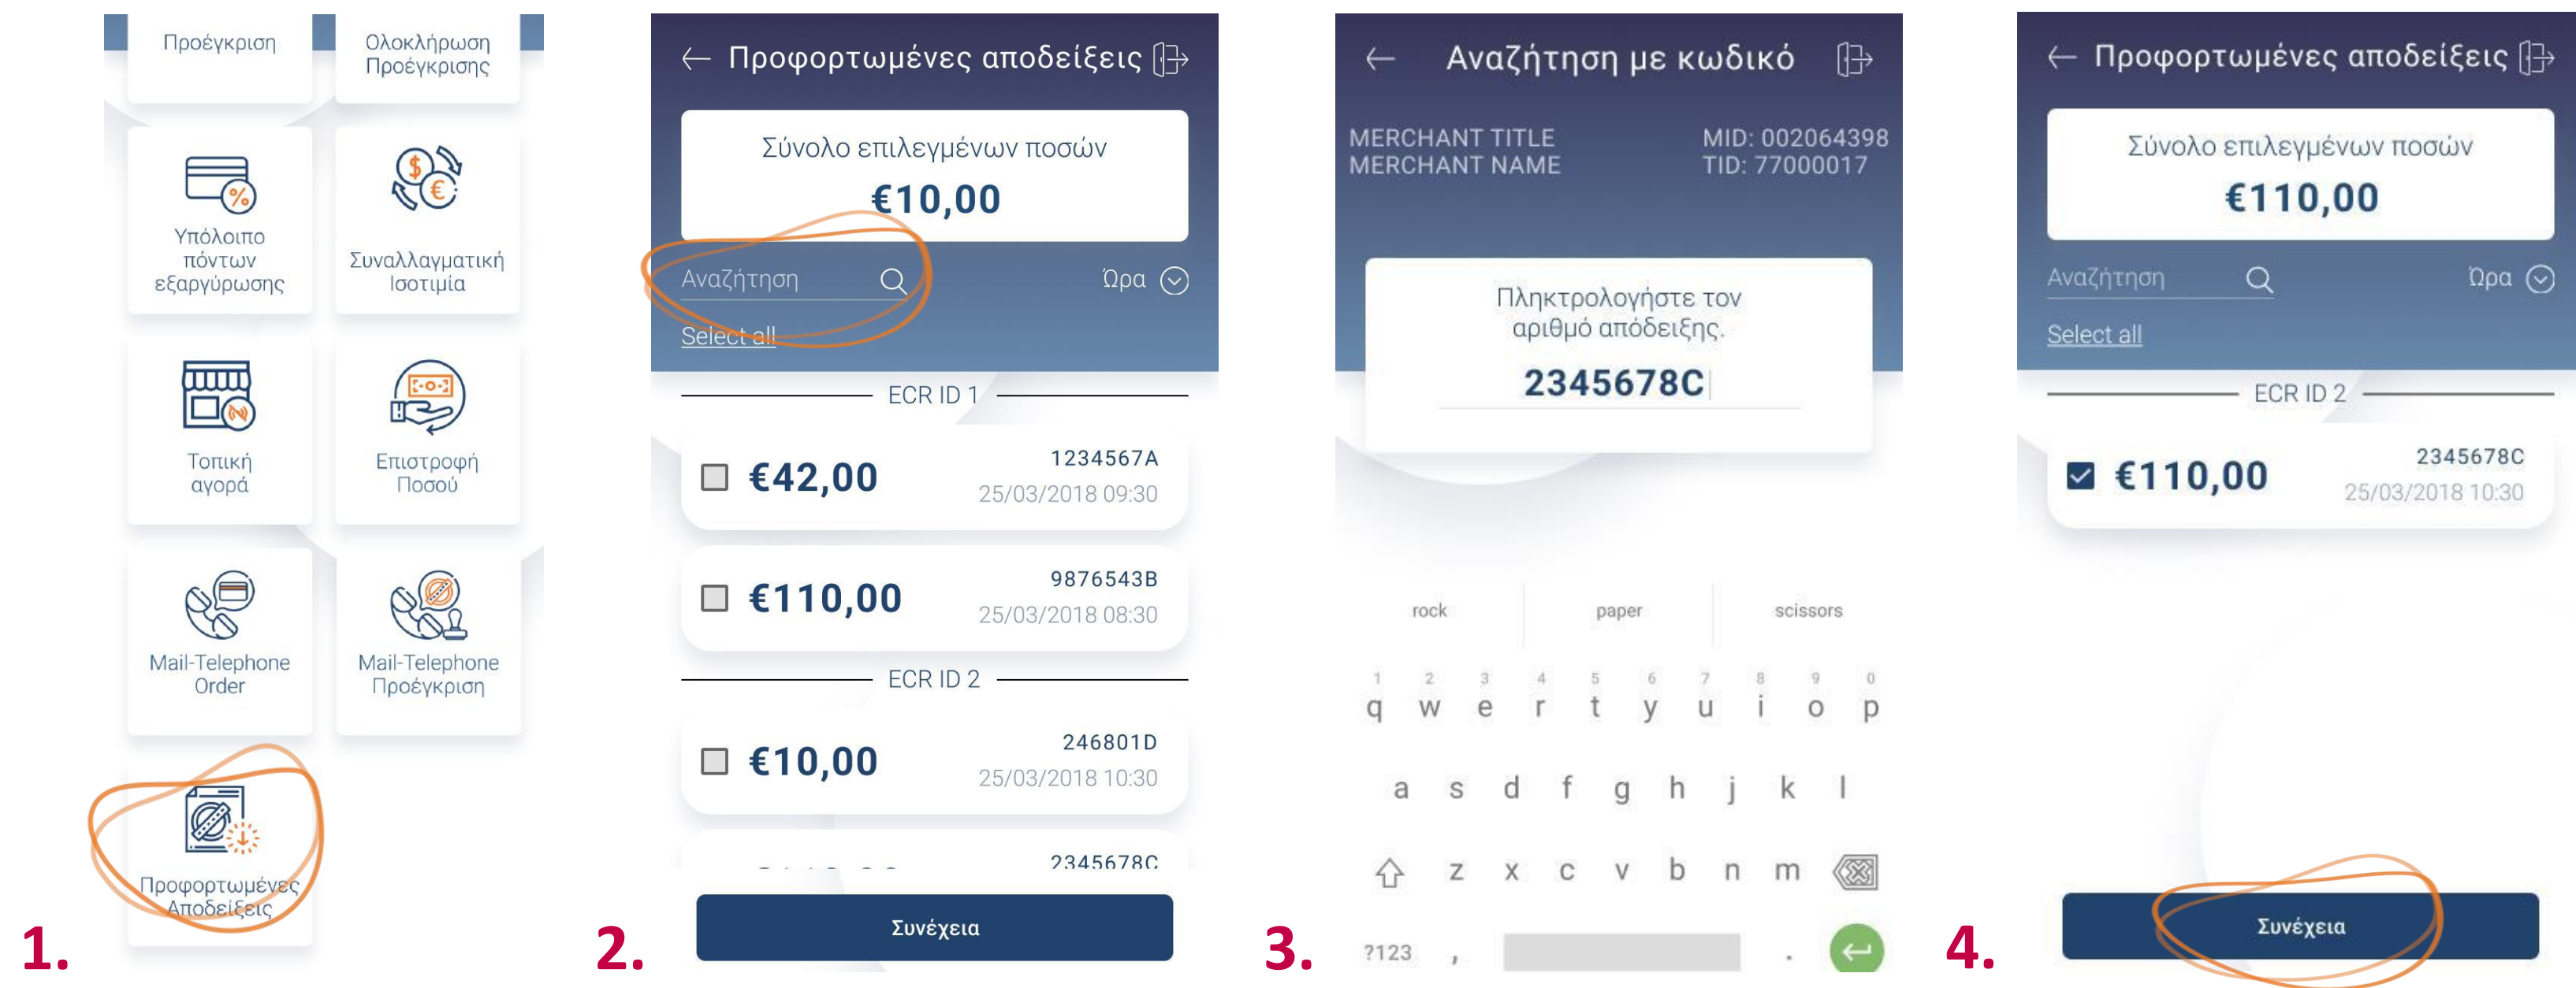 Προέγκριση
Ολοκλήρωση
Προέγκρισης
%
Υπόλοιπο
πόντων
εξαργύρωσης
$
€
Συναλλαγματική
Ισοτιμία
Τοπική
αγορά
Επιστροφή
Ποσού
Mail-Telephone
Order
Mail-Telephone
Προέγκριση
Προφορτωμένες
Αποδείξεις
1.
Προφορτωμένες αποδείξεις
Σύνολο επιλεγμένων ποσών
€10,00
Αναζήτηση
Ώρα
Select all
ECR ID 1
€42,00
1234567A
25/03/2018 09:30
€110,00
9876543B
25/03/2018 08:30
ECR ID 2
€10,00
246801D
25/03/2018 10:30
2345678C
Συνέχεια
2.
Αναζήτηση με κωδικό
MERCHANT TITLE
MERCHANT NAME
MID: 002064398
TID: 77000017
Πληκτρολογήστε τον
αριθμό απόδειξης.
2345678C
rock paper scissors
1 2 3 4 5 6 7 8 9 0
q w e r t y u i o p
a s d f g h j k l
z x c v b n m
?123 , .
3.
Προφορτωμένες αποδείξεις
Σύνολο επιλεγμένων ποσών
€110,00
Αναζήτηση
Ώρα
Select all
ECR ID 2
€110,00
2345678C
25/03/2018 10:30
Συνέχεια
4.